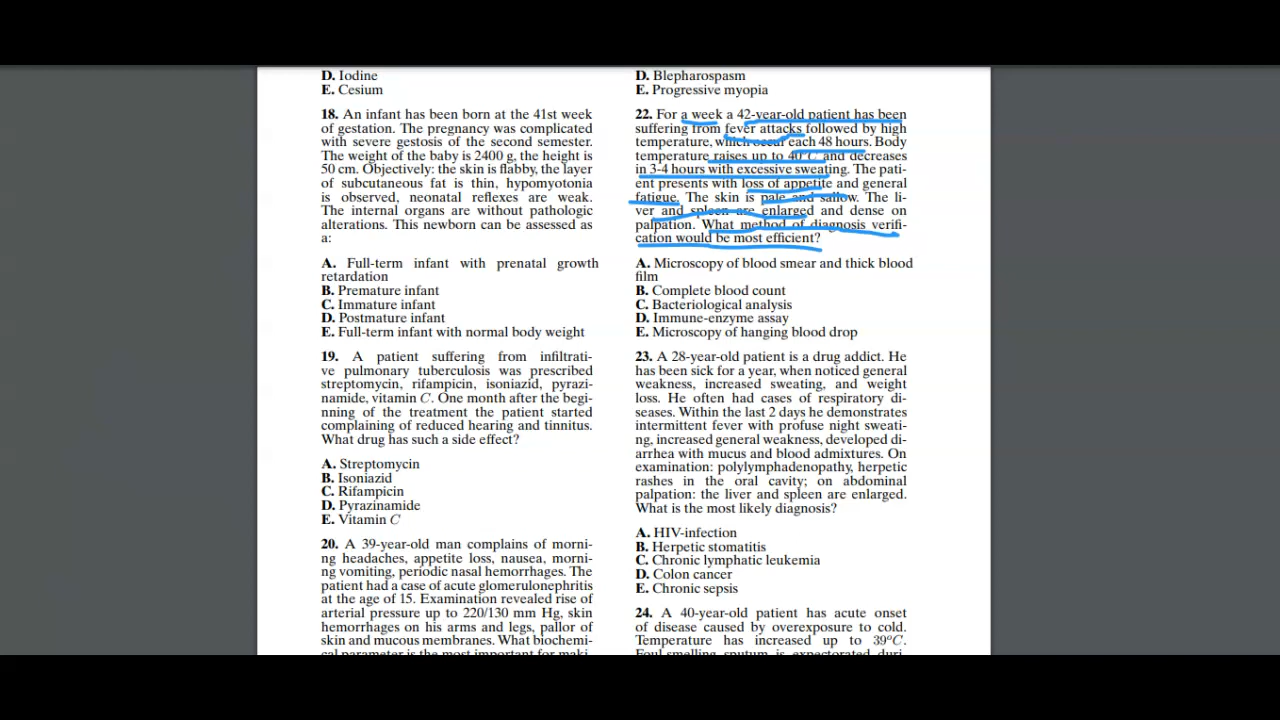 D. Iodine
E. Cesium
18. An infant has been born at the 41st week
of gestation. The pregnancy was complicated
with severe gestosis of the second semester.
The weight of the baby is 2400 g, the height is
50 cm. Objectively: the skin is flabby, the layer
of subcutaneous fat is thin, hypomyotonia
is observed, neonatal reflexes are weak.
The internal organs are without pathologic
alterations. This newborn can be assessed as
a:
A. Full-term infant with prenatal growth
retardation
B. Premature infant
C. Immature infant
D. Postmature infant
E. Full-term infant with normal body weight
19. A patient suffering from infiltrati-
ve pulmonary tuberculosis was prescribed
streptomycin, rifampicin, isoniazid, pyrazi-
namide, vitamin C. One month after the begi-
nning of the treatment the patient started
complaining of reduced hearing and tinnitus.
What drug has such a side effect?
A. Streptomycin
B. Isoniazid
C. Rifampicin
D. Pyrazinamide
E. Vitamin C
20. A 39-year-old man complains of morni-
ng headaches, appetite loss, nausea, morni-
ng vomiting, periodic nasal hemorrhages. The
patient had a case of acute glomerulonephritis
at the age of 15. Examination revealed rise of
arterial pressure up to 220/130 mm Hg, skin
hemorrhages on his arms and legs, pallor of
skin and mucous membranes. What biochemi-
cal parameter is the most important for maki-
D. Blepharospasm
E. Progressive myopia
22. For a week a 42-year-old patient has been
suffering from fever attacks followed by high
temperature, which occur each 48 hours. Body
temperature raises up to 40°C and decreases
in 3-4 hours with excessive sweating. The pati-
ent presents with loss of appetite and general
fatigue. The skin is pale and sallow. The li-
ver and spleen are enlarged and dense on
palpation. What method of diagnosis verifi-
cation would be most efficient?
A. Microscopy of blood smear and thick blood
film
B. Complete blood count
C. Bacteriological analysis
D. Immune-enzyme assay
E. Microscopy of hanging blood drop
23. A 28-year-old patient is a drug addict. He
has been sick for a year, when noticed general
weakness, increased sweating, and weight
loss. He often had cases of respiratory di-
seases. Within the last 2 days he demonstrates
intermittent fever with profuse night sweati-
ng, increased general weakness, developed di-
arrhea with mucus and blood admixtures. On
examination: polylymphadenopathy, herpetic
rashes in the oral cavity; on abdominal
palpation: the liver and spleen are enlarged.
What is the most likely diagnosis?
A. HIV-infection
B. Herpetic stomatitis
C. Chronic lymphatic leukemia
D. Colon cancer
E. Chronic sepsis
24. A 40-year-old patient has acute onset
of disease caused by overexposure to cold.
Temperature has increased up to 39°C.
Foul-smelling sputum is expectorated duri-